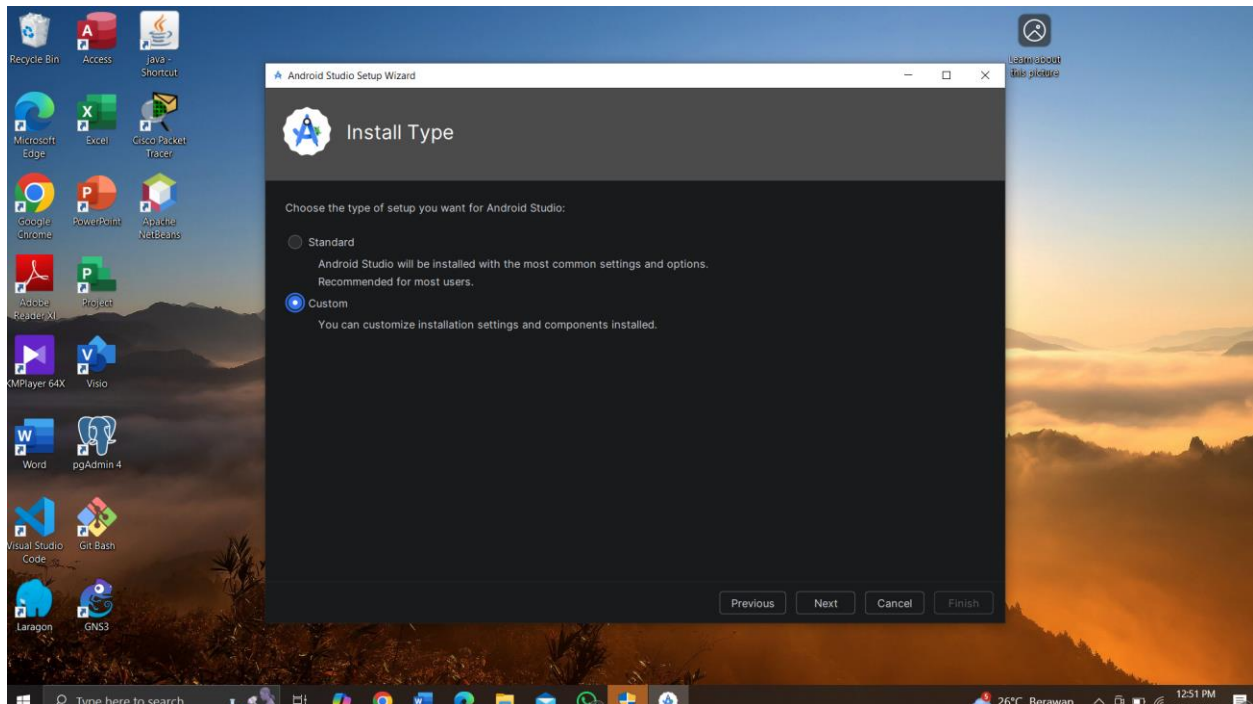 Recycle Bin
Access
java -
Shortcut
Learn about
this picture
Microsoft
Edge
Excel
Cisco Packet
Tracer
Google
Chrome
PowerPoint
Apache
NetBeans
Adobe
Reader XI
Project
KMPlayer 64X
Visio
Word
pgAdmin 4
Visual Studio
Code
Git Bash
Laragon
GNS3
Android Studio Setup Wizard
Install Type
Choose the type of setup you want for Android Studio:
Standard
Android Studio will be installed with the most common settings and options.
Recommended for most users.
Custom
You can customize installation settings and components installed.
Previous
Next
Cancel
Finish
Type here to search
26°C Berawan
12:51 PM